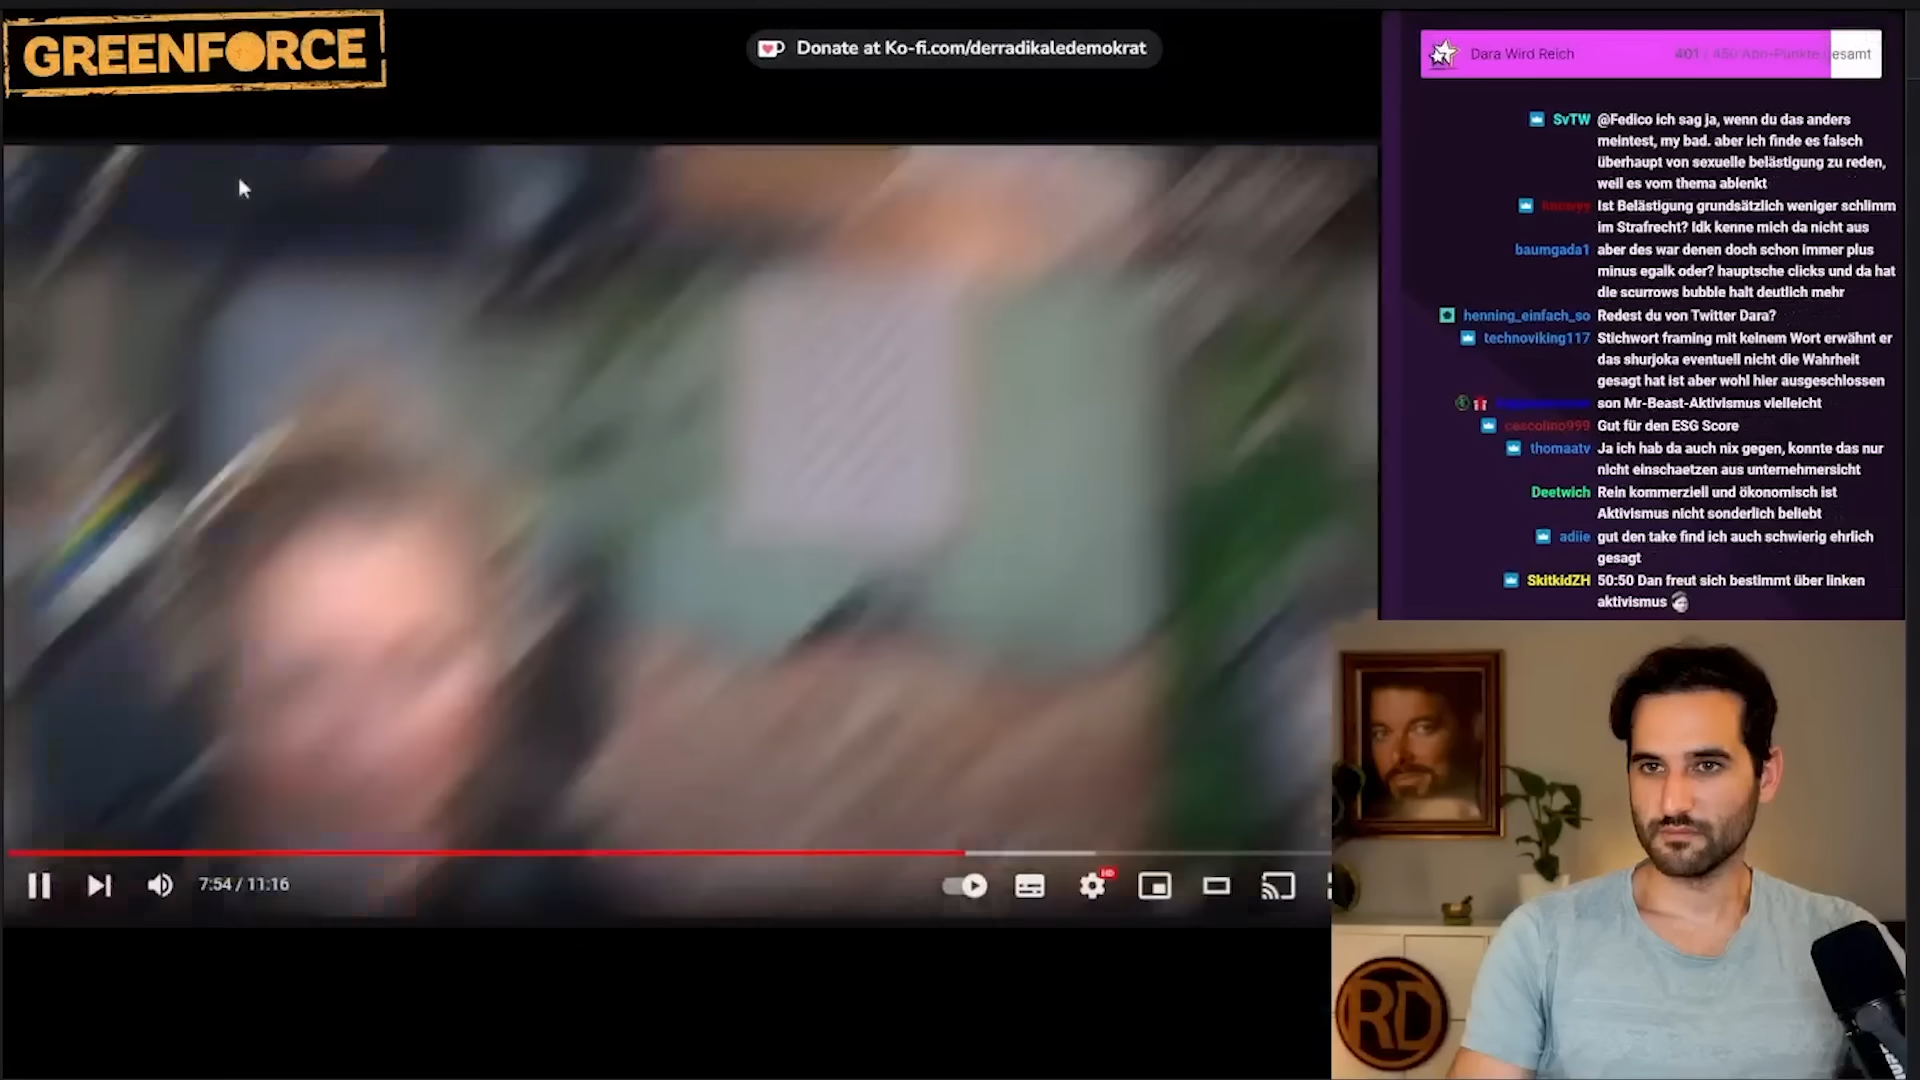 GREENFORCE
Donate at Ko-fi.com/derradikaledemokrat
Dara Wird Reich 401 / 450 Abo-Punkte gesamt
SvTW @Fedico ich sag ja, wenn du das anders
meintest, my bad. aber ich finde es falsch
überhaupt von sexuelle belästigung zu reden,
weil es vom thema ablenkt
Ist Belästigung grundsätzlich weniger schlimm
im Strafrecht? Idk kenne mich da nicht aus
baumgada1 aber des war denen doch schon immer plus
minus egalk oder? hauptsche clicks und da hat
die scurrows bubble halt deutlich mehr
henning_einfach_so Redest du von Twitter Dara?
technoviking117 Stichwort framing mit keinem Wort erwähnt er
das shurjoka eventuell nicht die Wahrheit
gesagt hat ist aber wohl hier ausgeschlossen
son Mr-Beast-Aktivismus vielleicht
cescolino999 Gut für den ESG Score
thomaatv Ja ich hab da auch nix gegen, konnte das nur
nicht einschaetzen aus unternehmersicht
Deetwich Rein kommerziell und ökonomisch ist
Aktivismus nicht sonderlich beliebt
adiie gut den take find ich auch schwierig ehrlich
gesagt
SkitkidZH 50:50 Dan freut sich bestimmt über linken
aktivismus
7:54 / 11:16
HD
RD